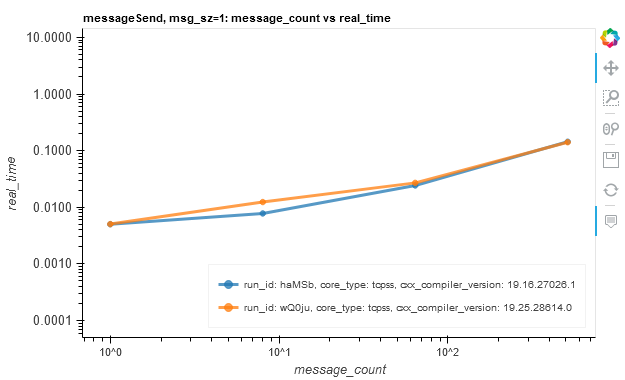 messageSend, msg_sz=1: message_count vs real_time
10.0000
1.0000
0.1000
0.0100
0.0010
0.0001
real_time
run_id: haMSb, core_type: tcpss, cxx_compiler_version: 19.16.27026.1
run_id: wQ0ju, core_type: tcpss, cxx_compiler_version: 19.25.28614.0
10^0
10^1
10^2
message_count